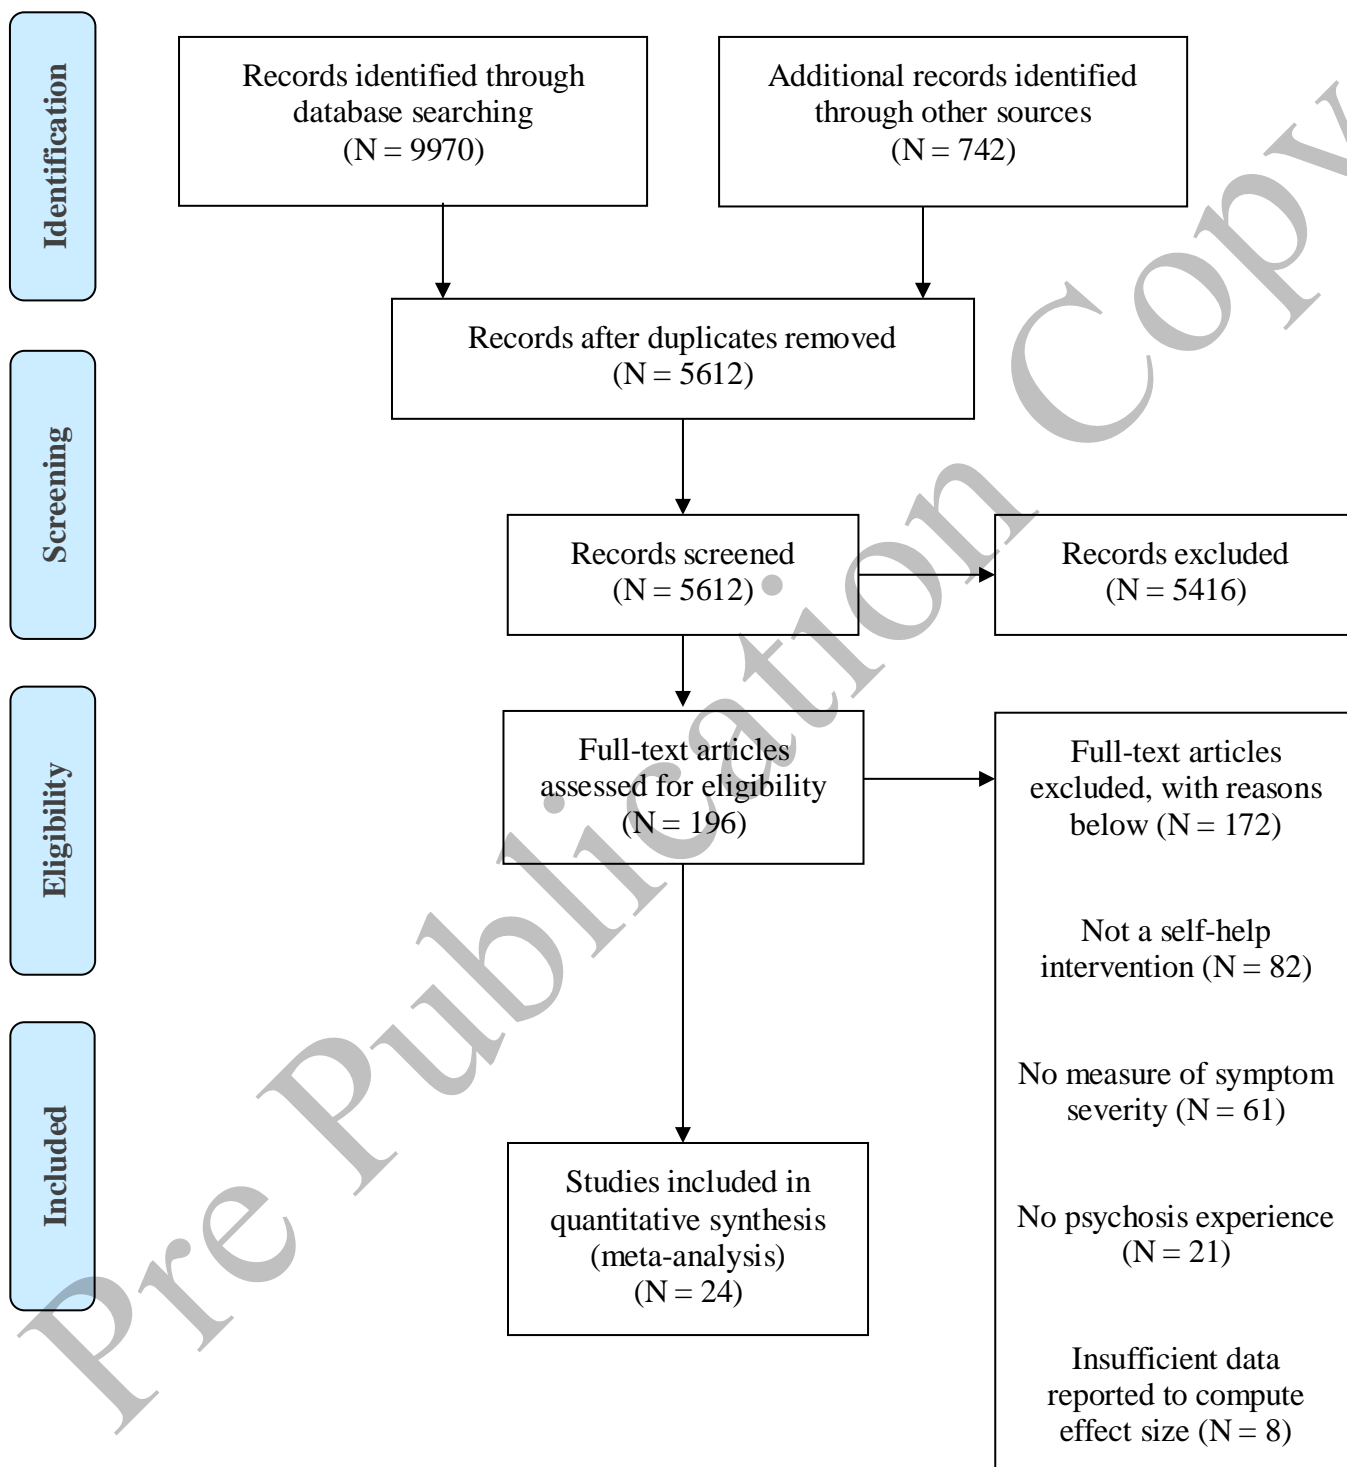 Identification
Records identified through
database searching
(N = 9970)
Additional records identified
through other sources
(N = 742)
Records after duplicates removed
(N = 5612)
Screening
Records screened
(N = 5612)
Records excluded
(N = 5416)
Eligibility
Full-text articles
assessed for eligibility
(N = 196)
Full-text articles
excluded, with reasons
below (N = 172)
Not a self-help
intervention (N = 82)
No measure of symptom
severity (N = 61)
No psychosis experience
(N = 21)
Insufficient data
reported to compute
effect size (N = 8)
Included
Studies included in
quantitative synthesis
(meta-analysis)
(N = 24)
Pre Publication Copy